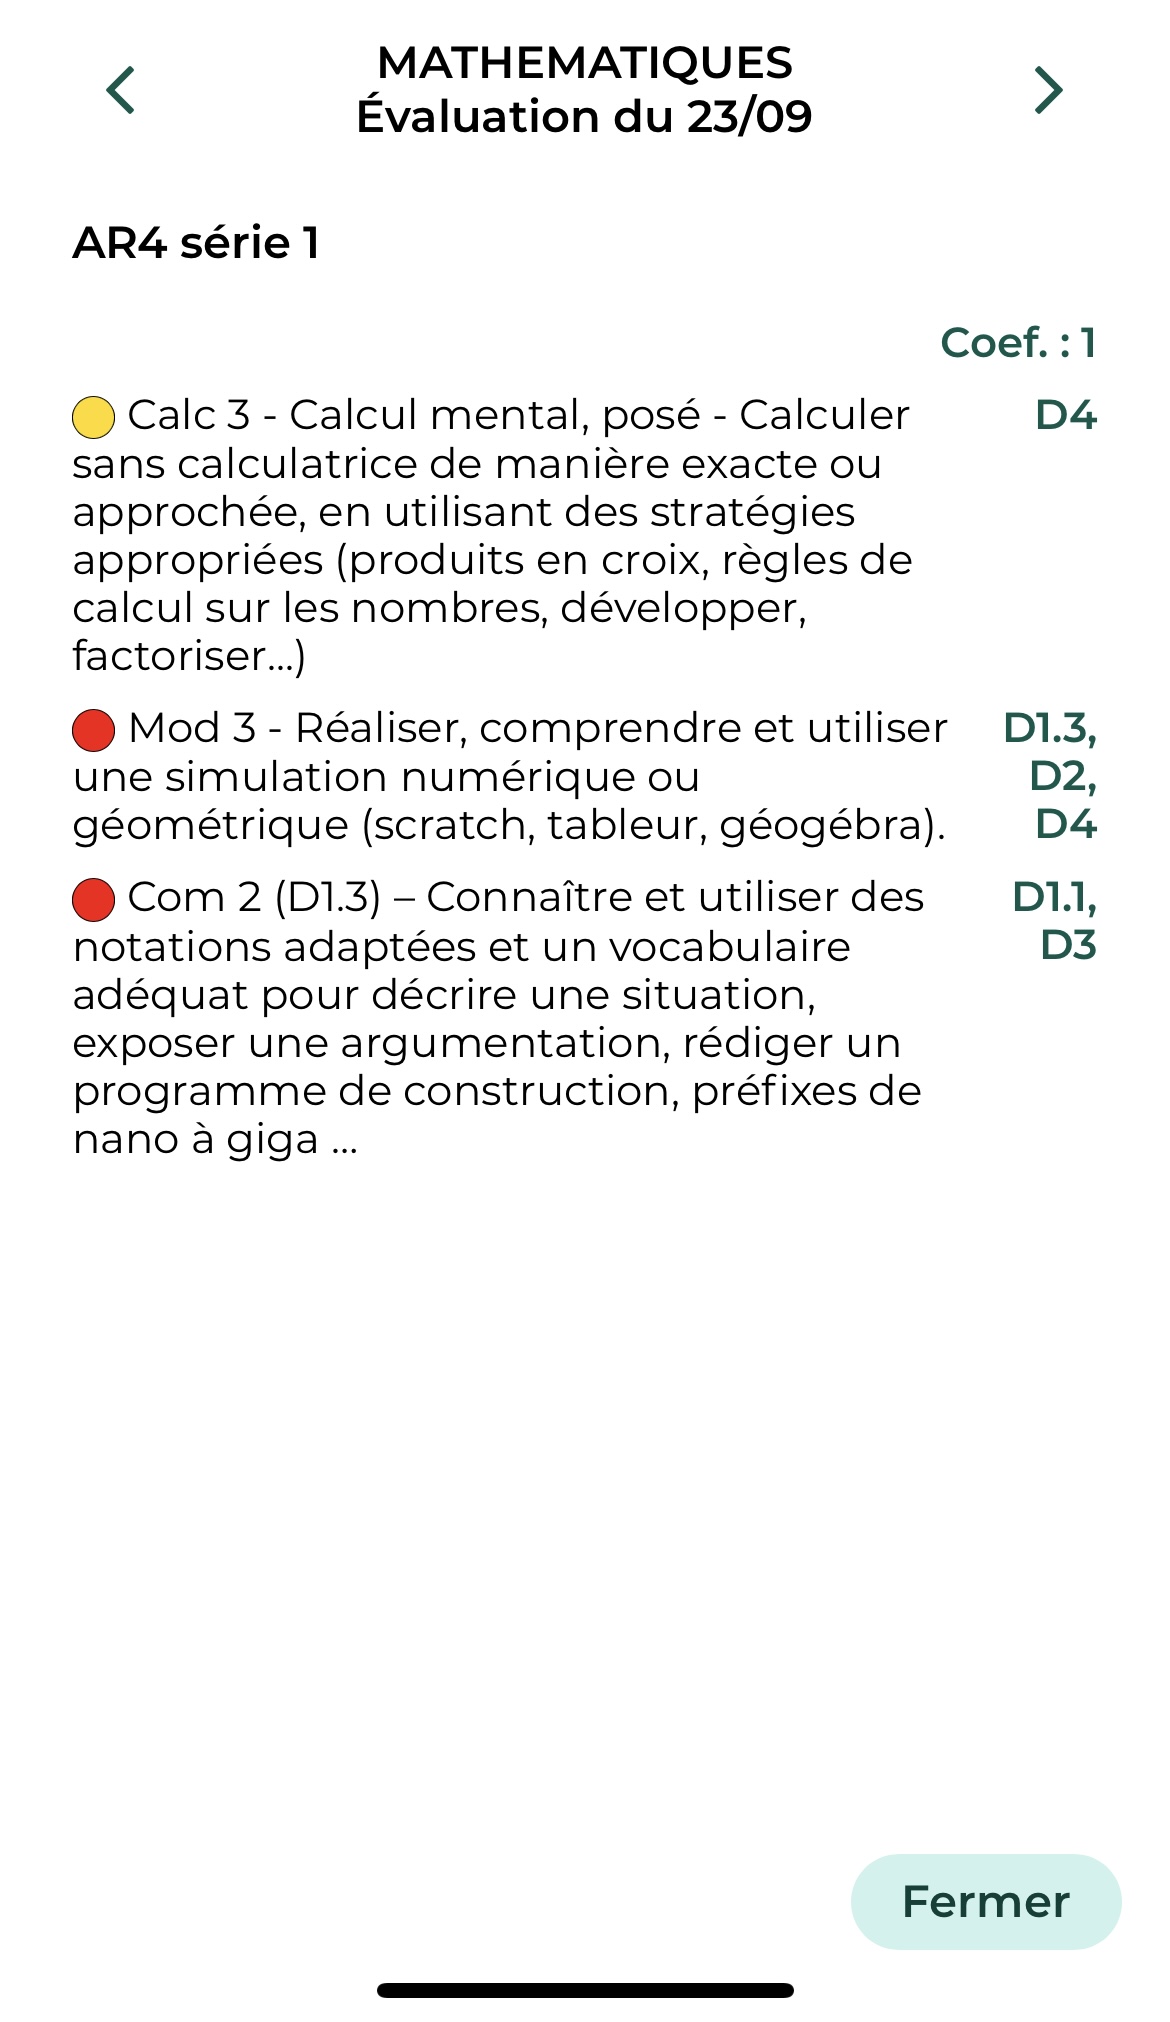 MATHEMATIQUES
Évaluation du 23/09
AR4 série 1
Coef. : 1
Calc 3 - Calcul mental, posé - Calculer D4
sans calculatrice de manière exacte ou
approchée, en utilisant des stratégies
appropriées (produits en croix, règles de
calcul sur les nombres, développer,
factoriser...)
Mod 3 - Réaliser, comprendre et utiliser D1.3,
une simulation numérique ou D2,
géométrique (scratch, tableur, géogébra). D4
Com 2 (D1.3) – Connaître et utiliser des D1.1,
notations adaptées et un vocabulaire D3
adéquat pour décrire une situation,
exposer une argumentation, rédiger un
programme de construction, préfixes de
nano à giga ...
Fermer